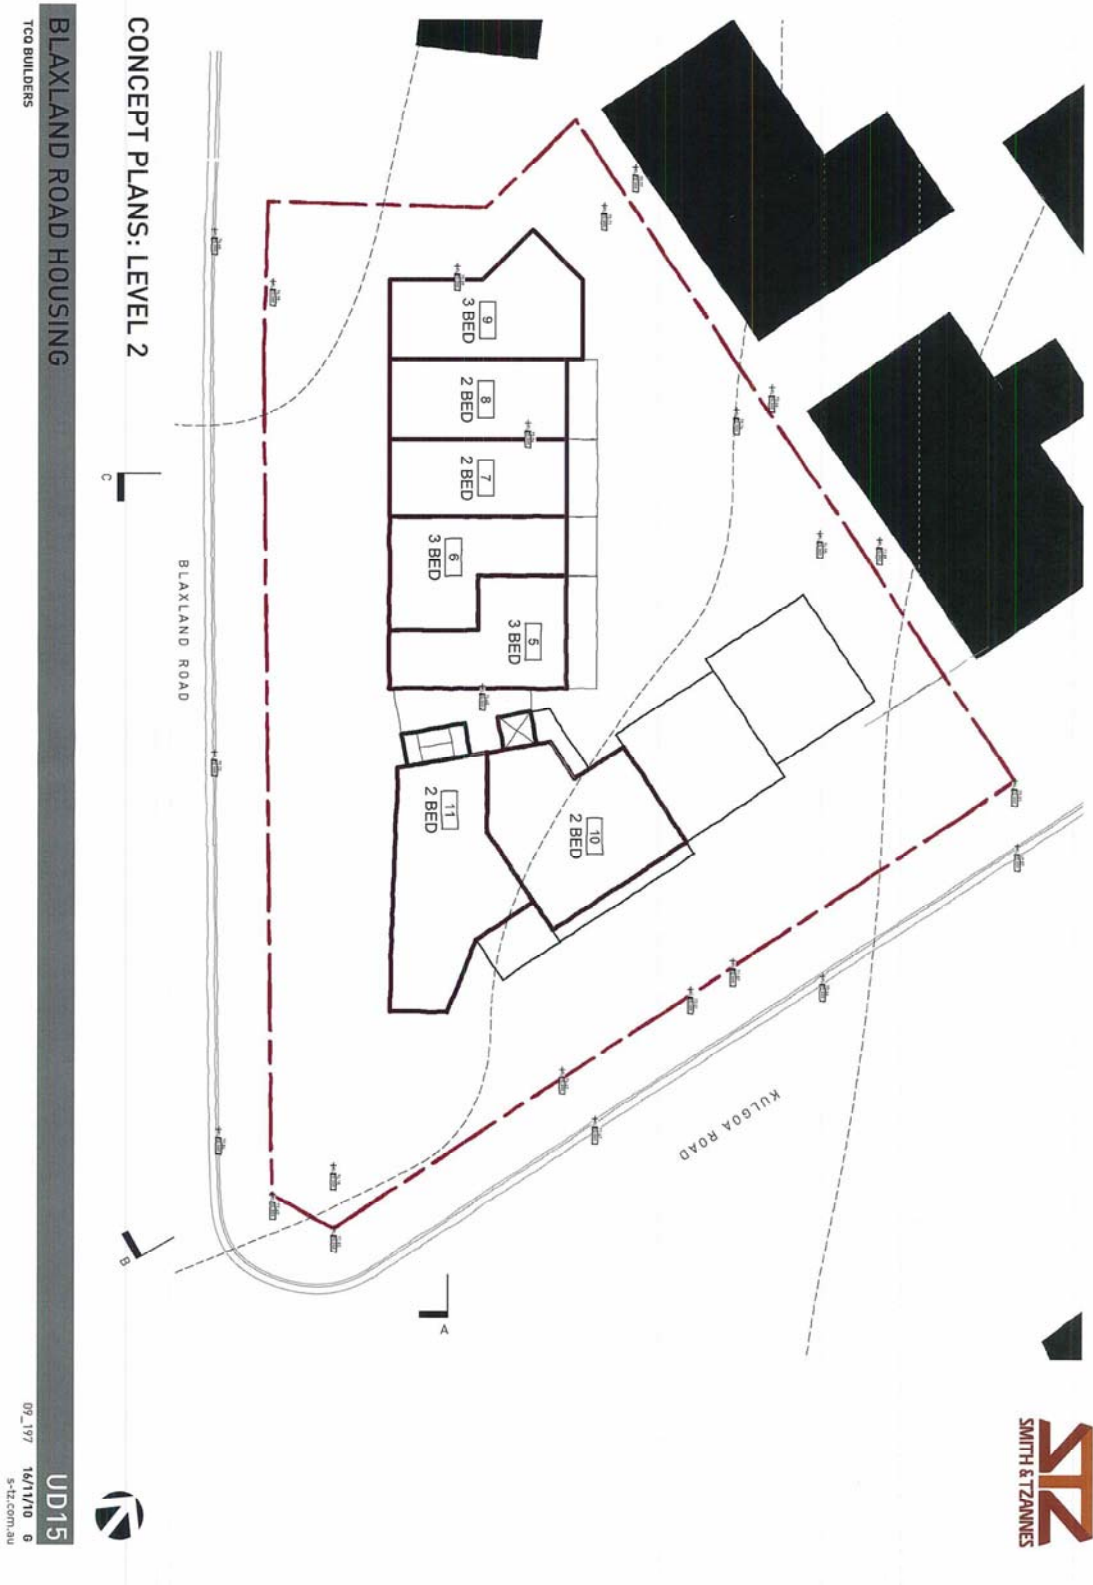 CONCEPT PLANS: LEVEL 2
BLAXLAND ROAD HOUSING
UD15
TCQ BUILDERS
09_197 16/11/10 G
s-tz.com.au
SMITH & TZANNES
9
3 BED
8
2 BED
7
2 BED
6
3 BED
5
3 BED
10
2 BED
11
2 BED
BLAXLAND ROAD
KULGOA ROAD
C
B
A